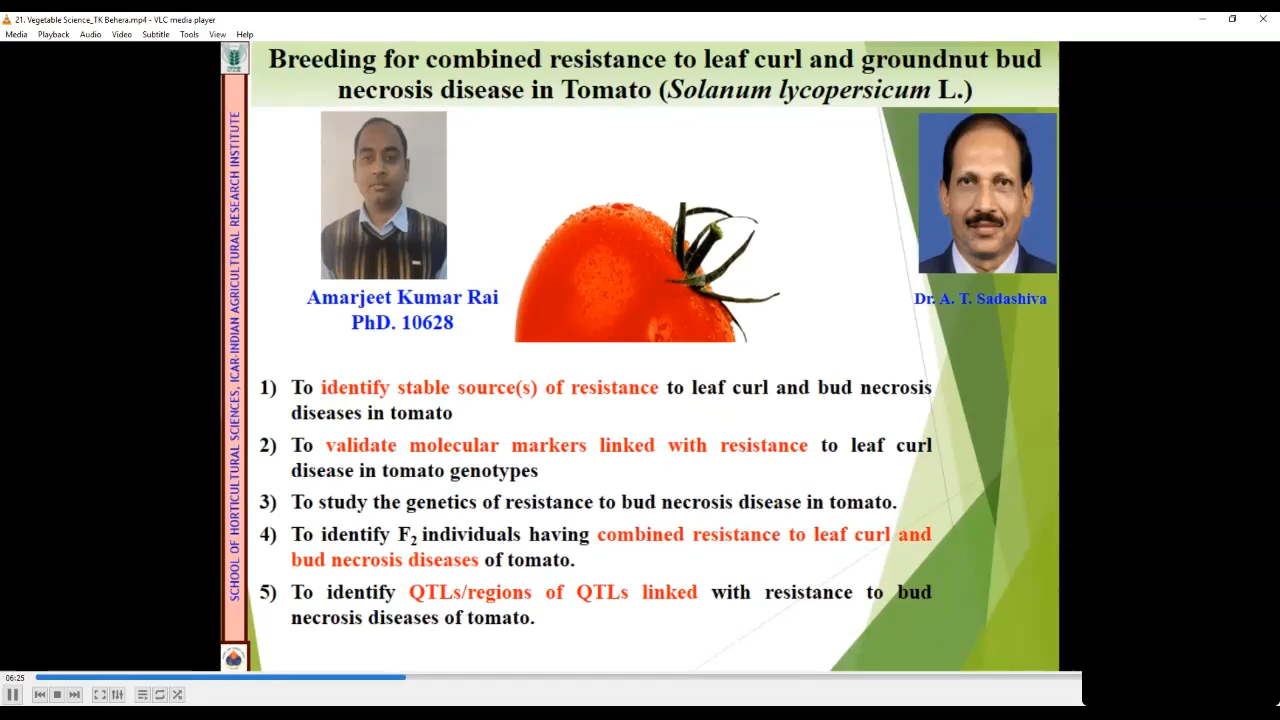 21. Vegetable Science_TK Behera.mp4 - VLC media player
Media Playback Audio Video Subtitle Tools View Help
Breeding for combined resistance to leaf curl and groundnut bud
necrosis disease in Tomato (Solanum lycopersicum L.)
SCHOOL OF HORTICULTURAL SCIENCES, ICAR-INDIAN AGRICULTURAL RESEARCH INSTITUTE
Amarjeet Kumar Rai
PhD. 10628
Dr. A. T. Sadashiva
1) To identify stable source(s) of resistance to leaf curl and bud necrosis
diseases in tomato
2) To validate molecular markers linked with resistance to leaf curl
disease in tomato genotypes
3) To study the genetics of resistance to bud necrosis disease in tomato.
4) To identify F2 individuals having combined resistance to leaf curl and
bud necrosis diseases of tomato.
5) To identify QTLs/regions of QTLs linked with resistance to bud
necrosis diseases of tomato.
06:25